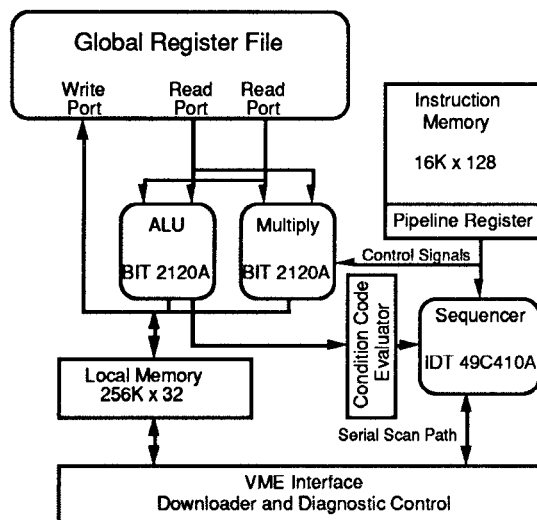 Global Register File
Write
Port
Read
Port
Read
Port
Instruction
Memory
16K x 128
Pipeline Register
ALU
BIT 2120A
Multiply
BIT 2120A
Control Signals
Condition Code
Evaluator
Sequencer
IDT 49C410A
Local Memory
256K x 32
Serial Scan Path
VME Interface
Downloader and Diagnostic Control